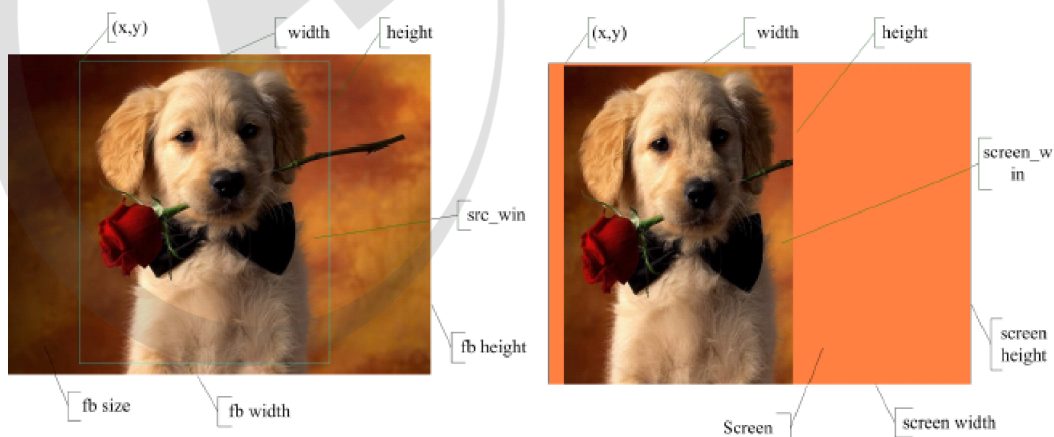 (x,y)
width
height
src_win
fb height
fb size
fb width
(x,y)
width
height
screen_w
in
screen
height
Screen
screen width